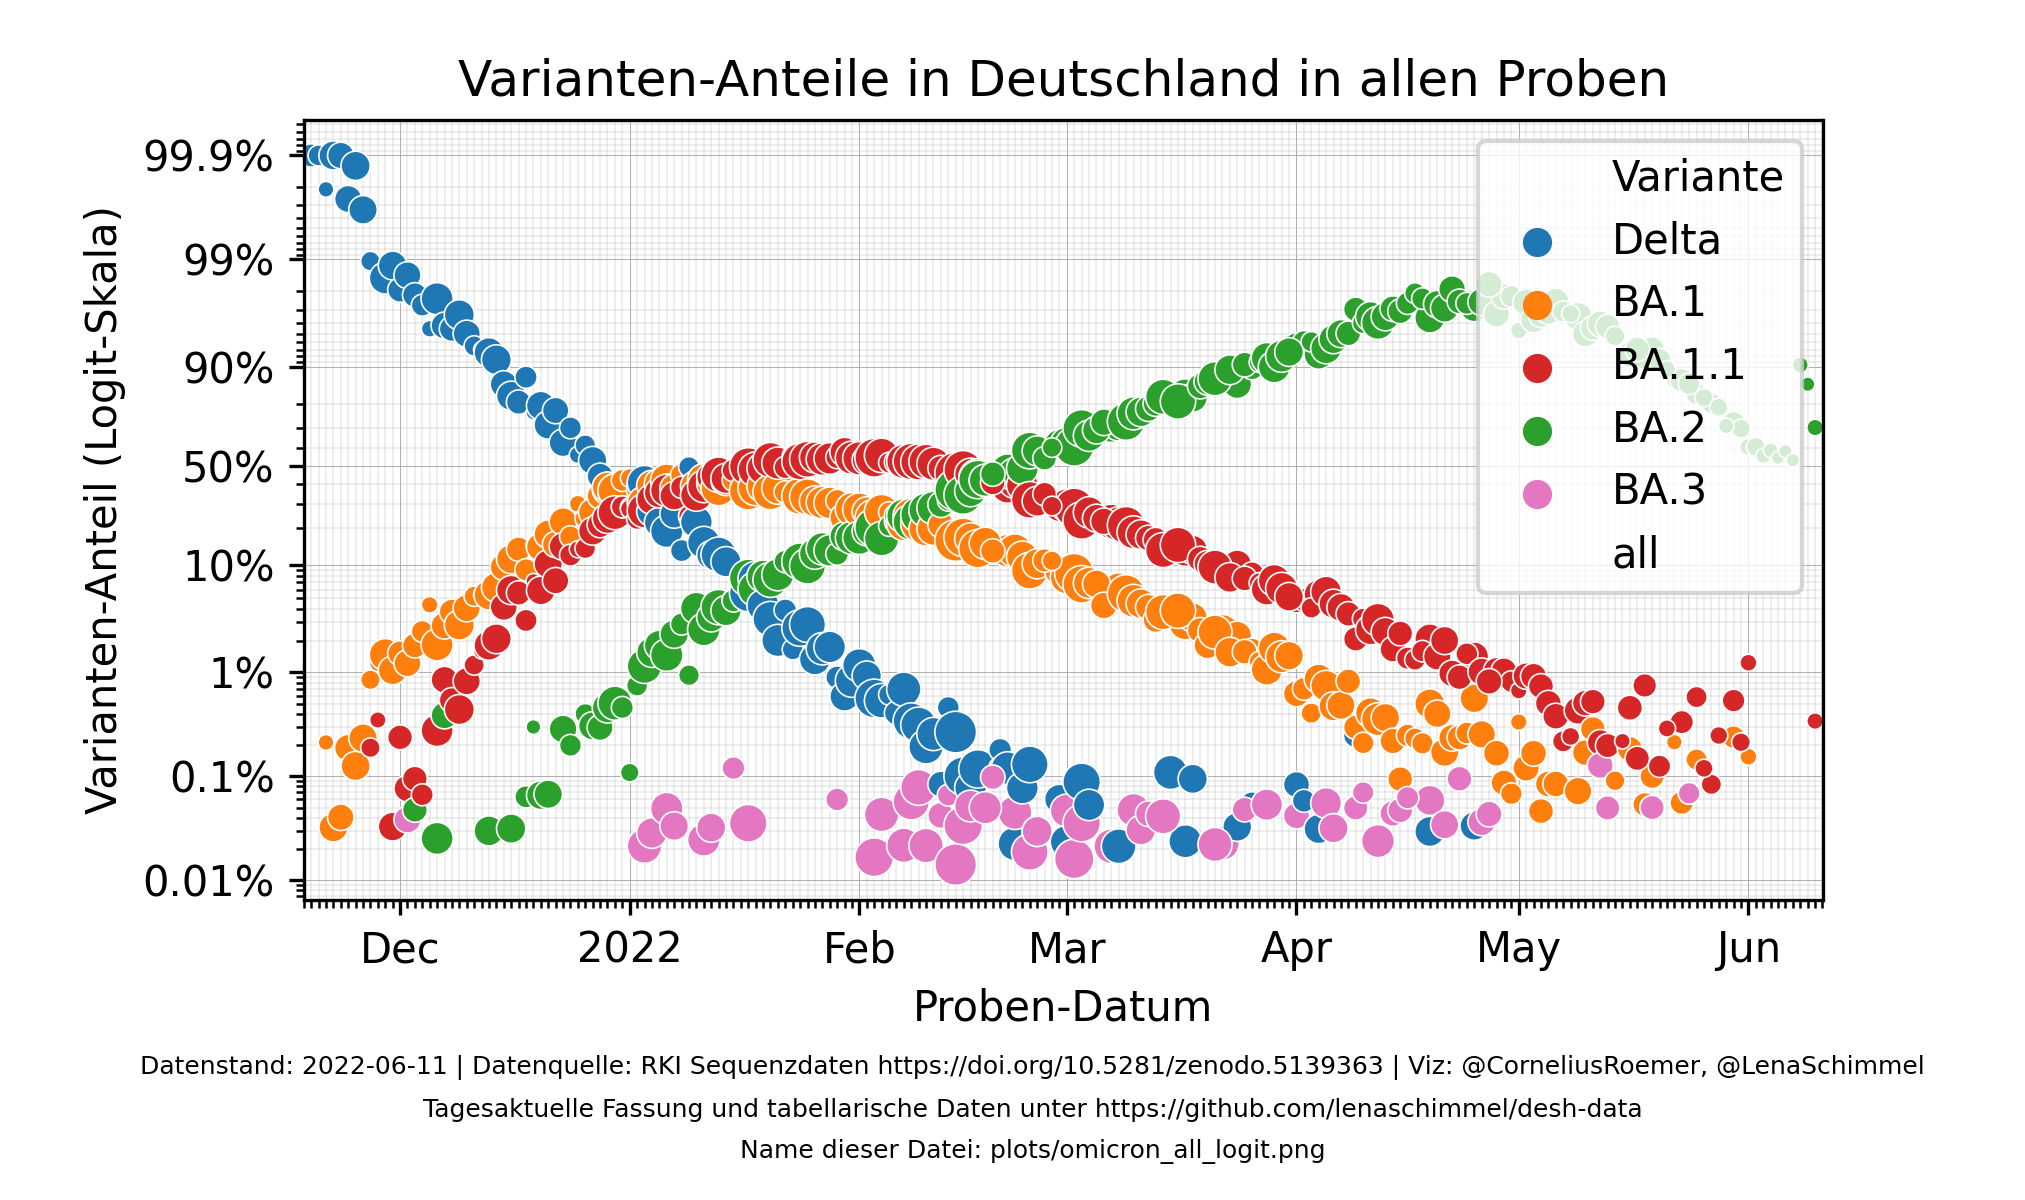 Varianten-Anteile in Deutschland in allen Proben
Varianten-Anteil (Logit-Skala)
99.9%
99%
90%
50%
10%
1%
0.1%
0.01%
Variante
Delta
BA.1
BA.1.1
BA.2
BA.3
all
Dec 2022 Feb Mar Apr May Jun
Proben-Datum
Datenstand: 2022-06-11 | Datenquelle: RKI Sequenzdaten https://doi.org/10.5281/zenodo.5139363 | Viz: @CorneliusRoemer, @LenaSchimmel
Tagesaktuelle Fassung und tabellarische Daten unter https://github.com/lenaschimmel/desh-data
Name dieser Datei: plots/omicron_all_logit.png